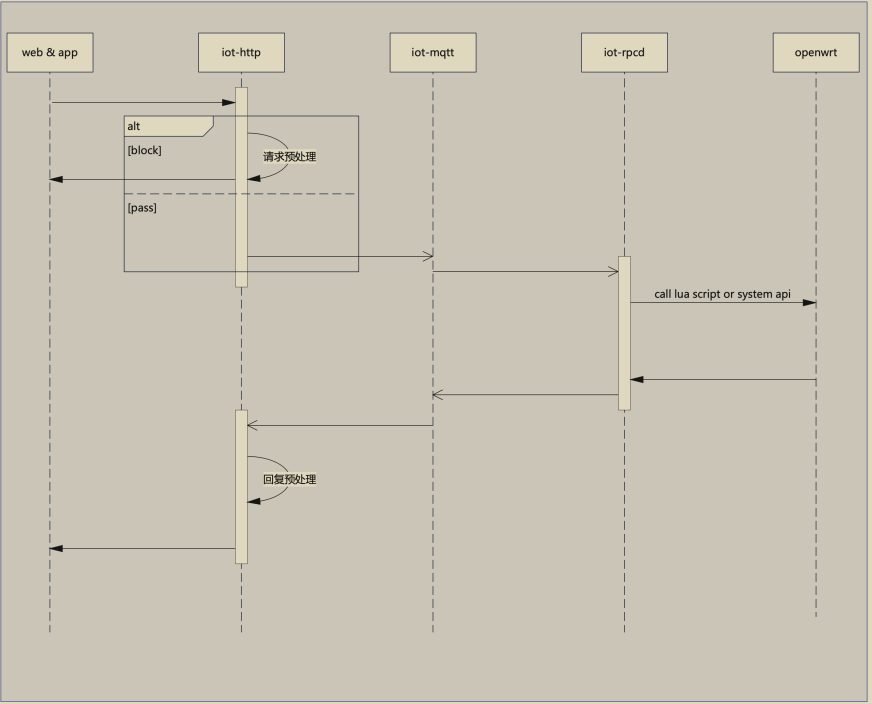 web & app
iot-http
iot-mqtt
iot-rpcd
openwrt
alt
[block]
请求预处理
[pass]
call lua script or system api
回复预处理